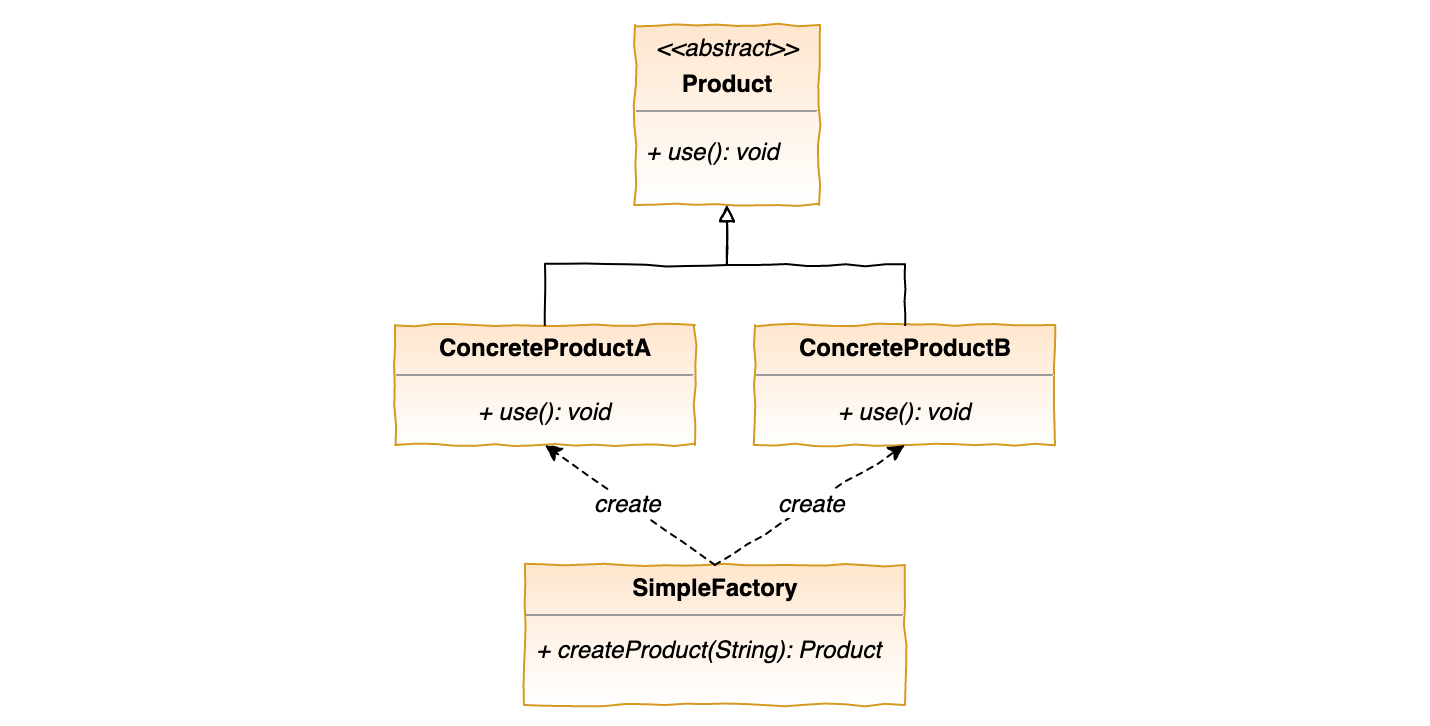 <<abstract>>
Product
+ use(): void
ConcreteProductA
+ use(): void
ConcreteProductB
+ use(): void
create
create
SimpleFactory
+ createProduct(String): Product